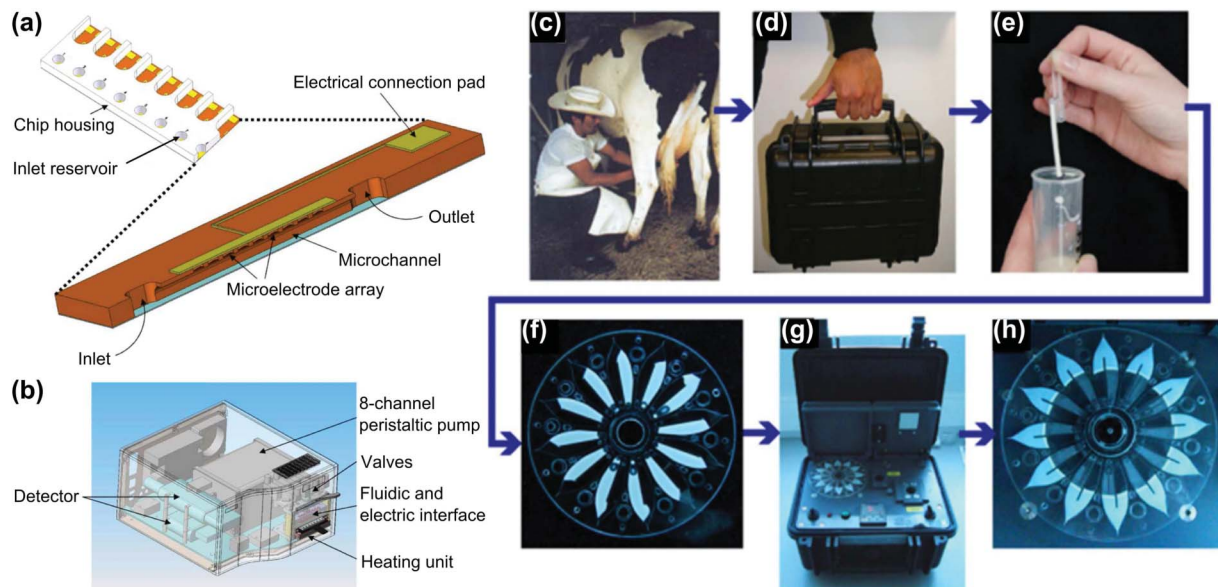 (a)
Chip housing
Inlet reservoir
Electrical connection pad
Outlet
Microchannel
Microelectrode array
Inlet
(b)
8-channel
peristaltic pump
Valves
Detector
Fluidic and
electric interface
Heating unit
(c)
(d)
(e)
(f)
(g)
(h)